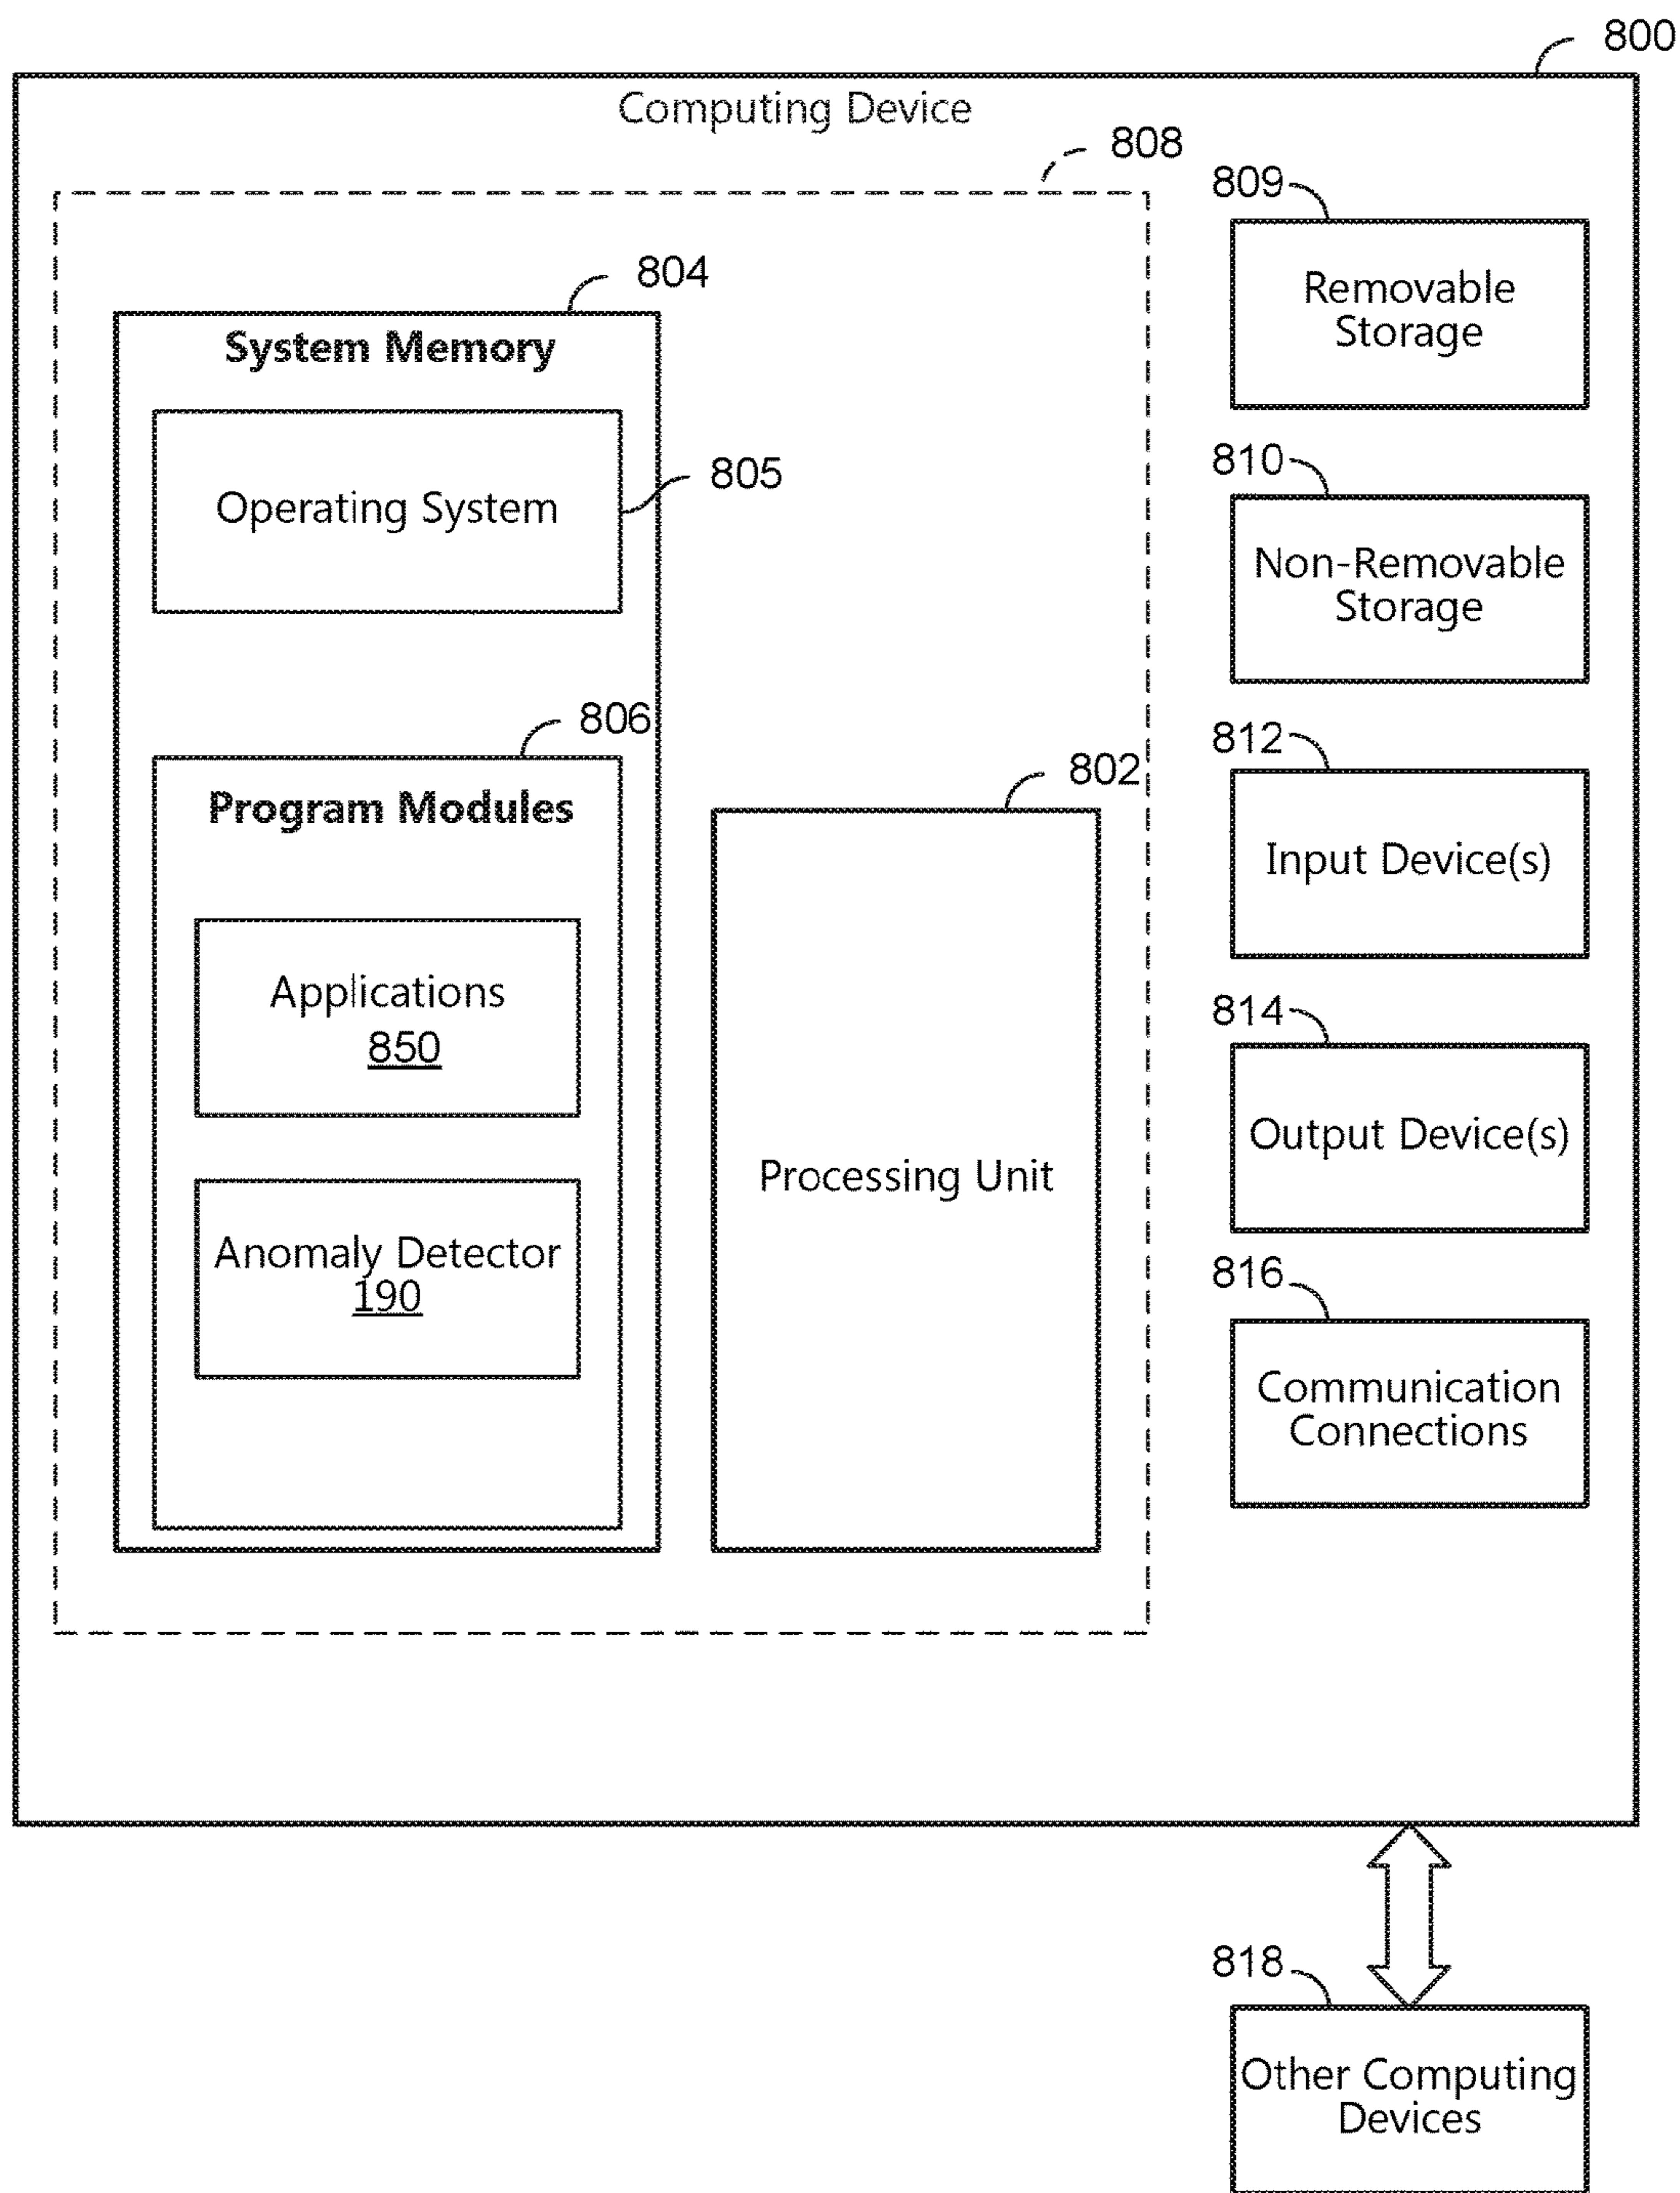 800
Computing Device
808
804
System Memory
Operating System
805
806
Program Modules
Applications
850
Anomaly Detector
190
802
Processing Unit
809
Removable
Storage
810
Non-Removable
Storage
812
Input Device(s)
814
Output Device(s)
816
Communication
Connections
818
Other Computing
Devices